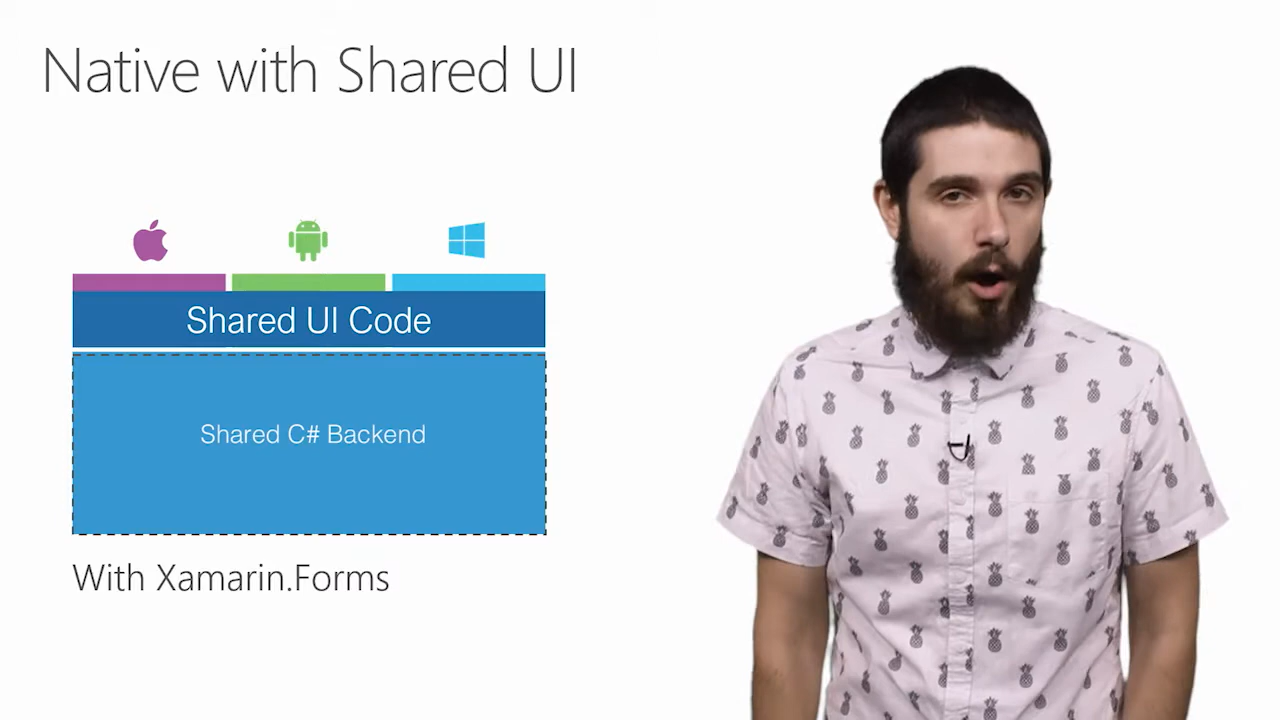 Native with Shared UI
Shared UI Code
Shared C# Backend
With Xamarin.Forms